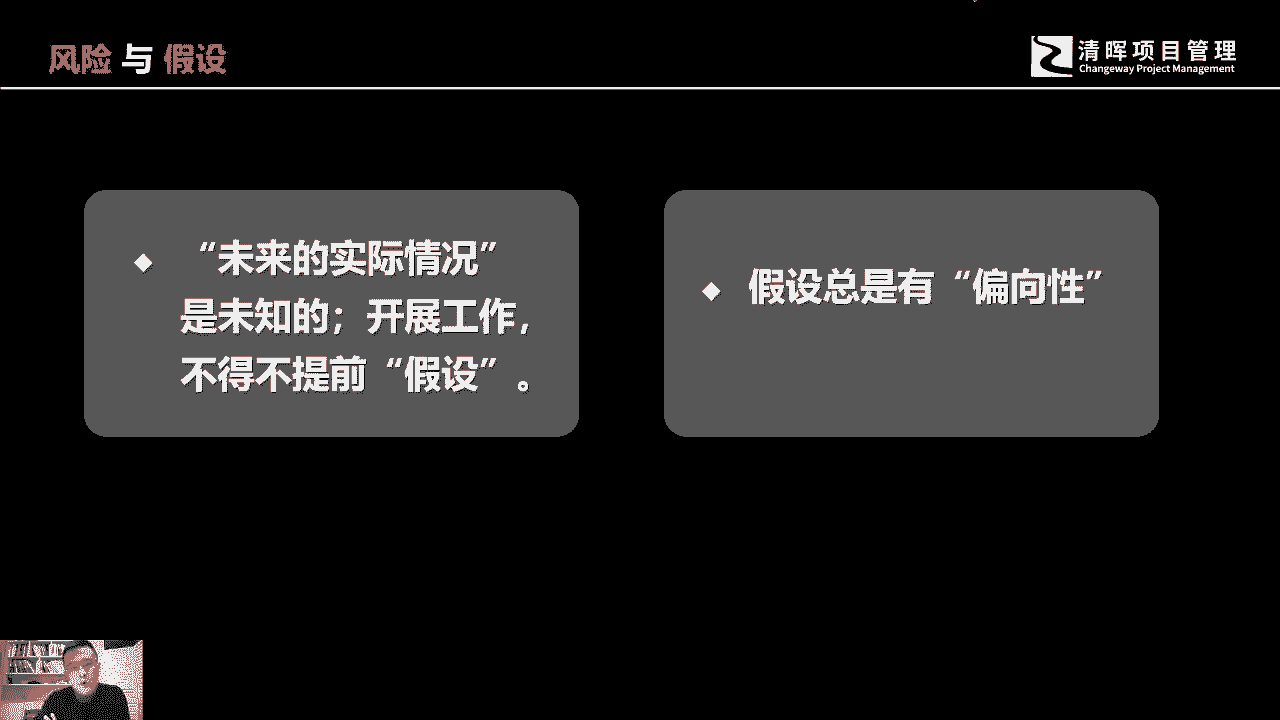 风险 与 假设
清晖项目管理
Changeway Project Management
“未来的实际情况”
是未知的；开展工作，
不得不提前“假设”。
假设总是有“偏向性”